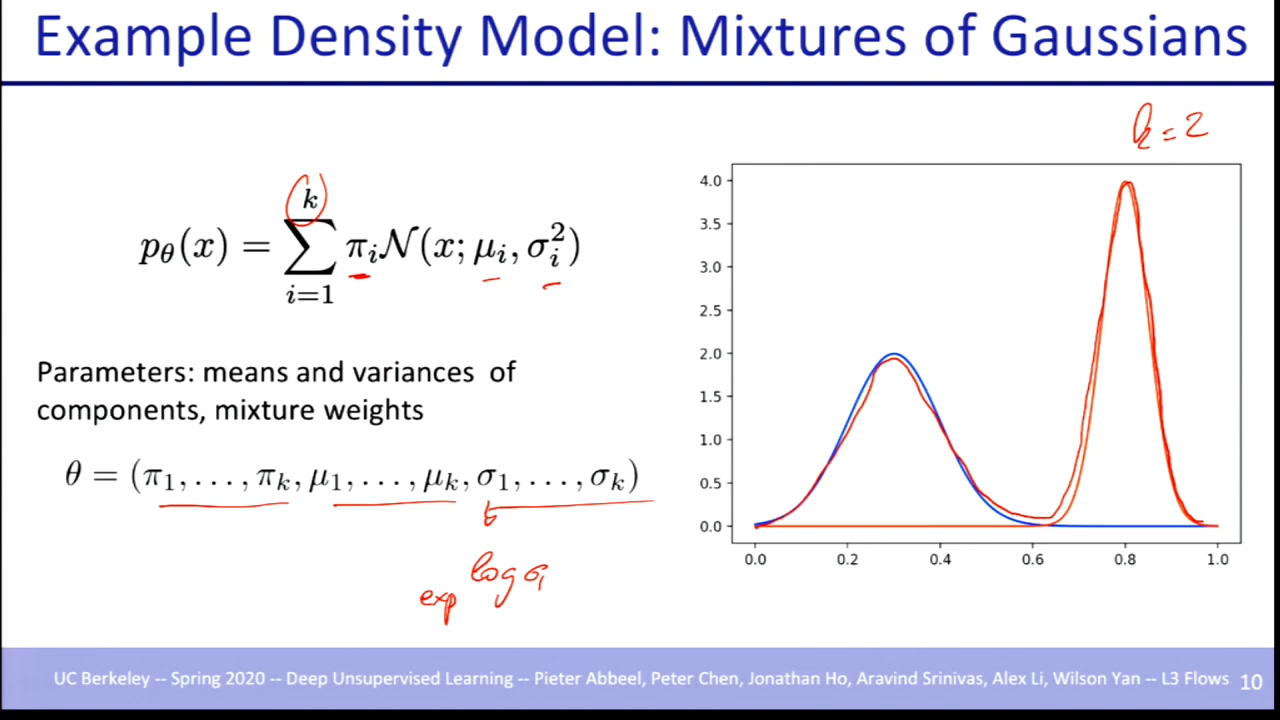 Example Density Model: Mixtures of Gaussians
k = 2
p_θ(x) = ∑_{i=1}^{k} π_i 𝒩(x; μ_i, σ_i^2)
4.0
3.5
3.0
2.5
2.0
1.5
1.0
0.5
0.0
0.0 0.2 0.4 0.6 0.8 1.0
Parameters: means and variances of
components, mixture weights
θ = (π_1, . . . , π_k, μ_1, . . . , μ_k, σ_1, . . . , σ_k)
log σ_1
exp
UC Berkeley -- Spring 2020 -- Deep Unsupervised Learning -- Pieter Abbeel, Peter Chen, Jonathan Ho, Aravind Srinivas, Alex Li, Wilson Yan -- L3 Flows 10